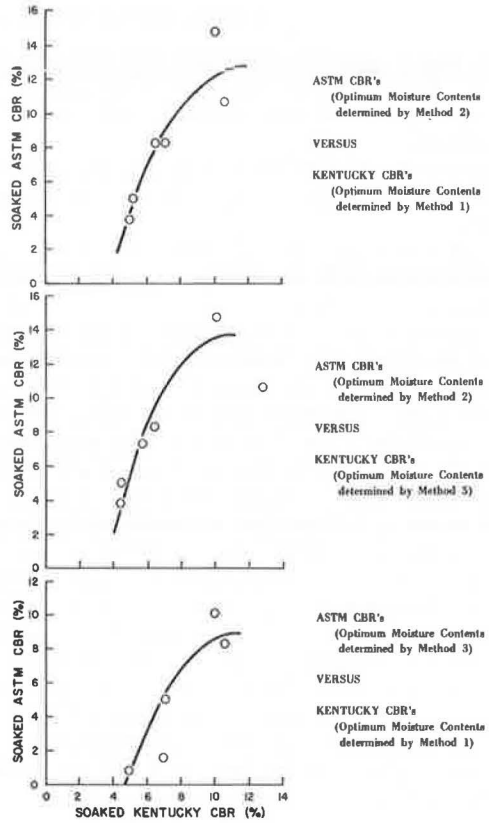 16
14
12
10
8
6
4
2
0
SOAKED ASTM CBR (%)
ASTM CBR's
(Optimum Moisture Contents
determined by Method 2)
VERSUS
KENTUCKY CBR's
(Optimum Moisture Contents
determined by Method 1)
16
14
12
10
8
6
4
2
0
SOAKED ASTM CBR (%)
ASTM CBR's
(Optimum Moisture Contents
determined by Method 2)
VERSUS
KENTUCKY CBR's
(Optimum Moisture Contents
determined by Method 3)
12
10
8
6
4
2
0
SOAKED ASTM CBR (%)
0 2 4 6 8 10 12 14
SOAKED KENTUCKY CBR (%)
ASTM CBR's
(Optimum Moisture Contents
determined by Method 3)
VERSUS
KENTUCKY CBR's
(Optimum Moisture Contents
determined by Method 1)